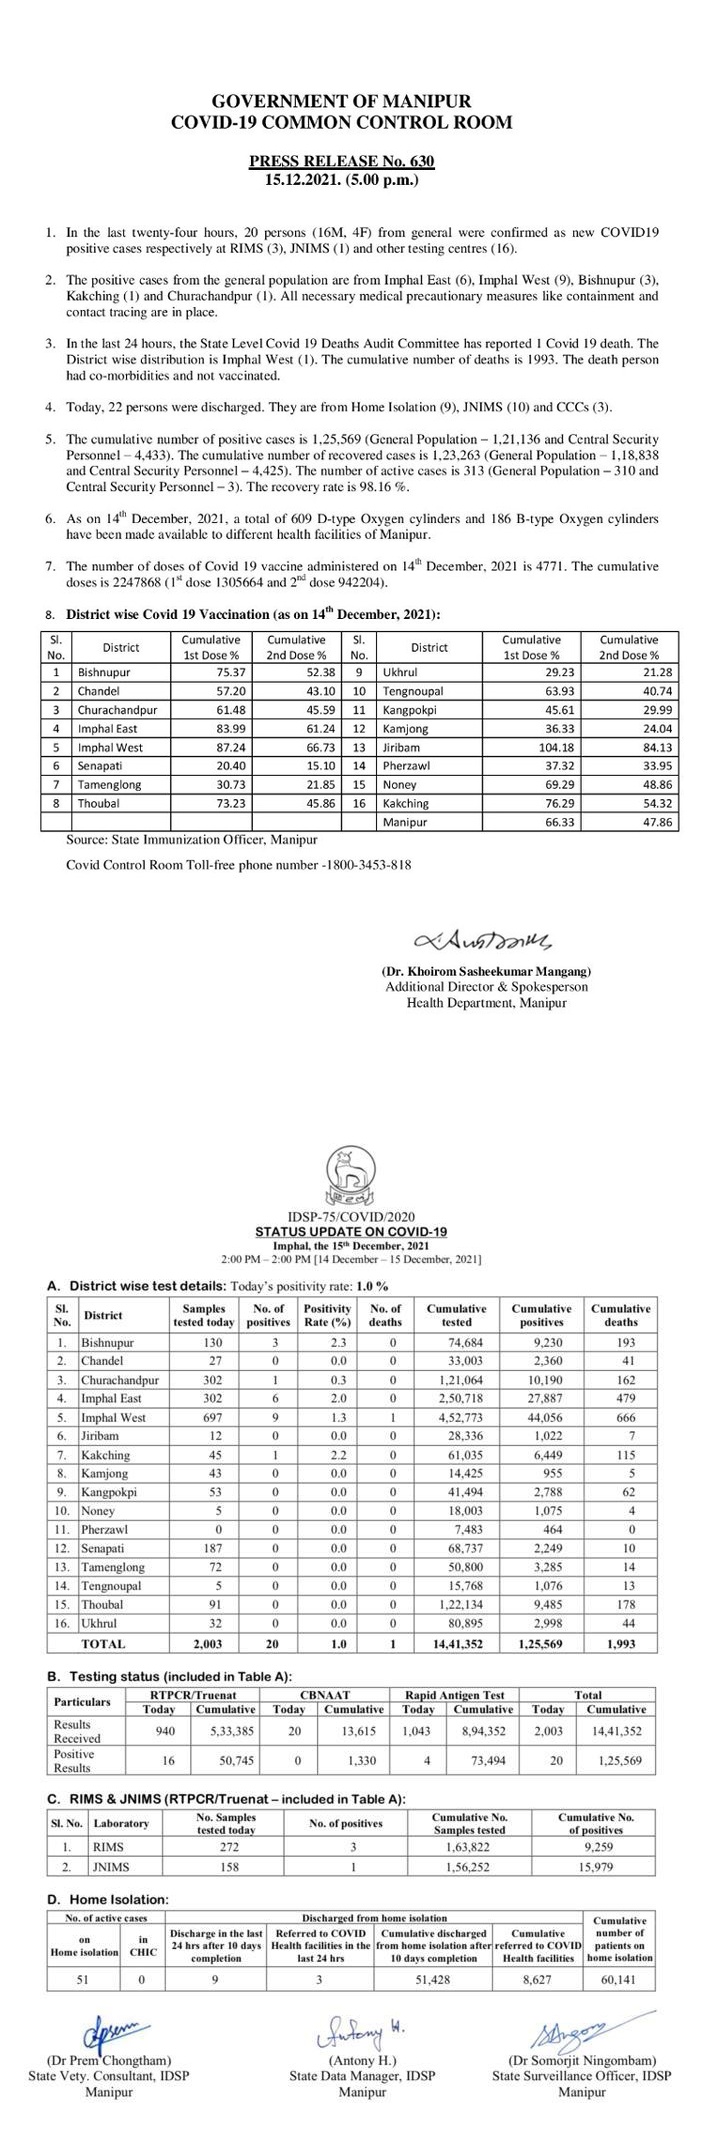 GOVERNMENT OF MANIPUR
COVID-19 COMMON CONTROL ROOM
PRESS RELEASE No. 630
15.12.2021. (5.00 p.m.)
1. In the last twenty-four hours, 20 persons (16M, 4F) from general were confirmed as new COVID19
positive cases respectively at RIMS (3), JNIMS (1) and other testing centres (16).
2. The positive cases from the general population are from Imphal East (6), Imphal West (9), Bishnupur (3),
Kakching (1) and Churachandpur (1). All necessary medical precautionary measures like containment and
contact tracing are in place.
3. In the last 24 hours, the State Level Covid 19 Deaths Audit Committee has reported 1 Covid 19 death. The
District wise distribution is Imphal West (1). The cumulative number of deaths is 1993. The death person
had co-morbidities and not vaccinated.
4. Today, 22 persons were discharged. They are from Home Isolation (9), JNIMS (10) and CCCs (3).
5. The cumulative number of positive cases is 1,25,569 (General Population – 1,21,136 and Central Security
Personnel – 4,433). The cumulative number of recovered cases is 1,23,263 (General Population – 1,18,838
and Central Security Personnel – 4,425). The number of active cases is 313 (General Population – 310 and
Central Security Personnel – 3). The recovery rate is 98.16 %.
6. As on 14th December, 2021, a total of 609 D-type Oxygen cylinders and 186 B-type Oxygen cylinders
have been made available to different health facilities of Manipur.
7. The number of doses of Covid 19 vaccine administered on 14th December, 2021 is 4771. The cumulative
doses is 2247868 (1st dose 1305664 and 2nd dose 942204).
8. District wise Covid 19 Vaccination (as on 14th December, 2021):
Sl. No. District Cumulative 1st Dose % Cumulative 2nd Dose % Sl. No. District Cumulative 1st Dose % Cumulative 2nd Dose %
1 Bishnupur 75.37 52.38 9 Ukhrul 29.23 21.28
2 Chandel 57.20 43.10 10 Tengnoupal 63.93 40.74
3 Churachandpur 61.48 45.59 11 Kangpokpi 45.61 29.99
4 Imphal East 83.99 61.24 12 Kamjong 36.33 24.04
5 Imphal West 87.24 66.73 13 Jiribam 104.18 84.13
6 Senapati 20.40 15.10 14 Pherzawl 37.32 33.95
7 Tamenglong 30.73 21.85 15 Noney 69.29 48.86
8 Thoubal 73.23 45.86 16 Kakching 76.29 54.32
Manipur 66.33 47.86
Source: State Immunization Officer, Manipur
Covid Control Room Toll-free phone number -1800-3453-818
(Dr. Khoirom Sasheekumar Mangang)
Additional Director & Spokesperson
Health Department, Manipur
IDSP-75/COVID/2020
STATUS UPDATE ON COVID-19
Imphal, the 15th December, 2021
2:00 PM – 2:00 PM [14 December – 15 December, 2021]
A. District wise test details: Today's positivity rate: 1.0 %
Sl. No. District Samples tested today No. of positives Positivity Rate (%) No. of deaths Cumulative tested Cumulative positives Cumulative deaths
1. Bishnupur 130 3 2.3 0 74,684 9,230 193
2. Chandel 27 0 0.0 0 33,003 2,360 41
3. Churachandpur 302 1 0.3 0 1,21,064 10,190 162
4. Imphal East 302 6 2.0 0 2,50,718 27,887 479
5. Imphal West 697 9 1.3 1 4,52,773 44,056 666
6. Jiribam 12 0 0.0 0 28,336 1,022 7
7. Kakching 45 1 2.2 0 61,035 6,449 115
8. Kamjong 43 0 0.0 0 14,425 955 5
9. Kangpokpi 53 0 0.0 0 41,494 2,788 62
10. Noney 5 0 0.0 0 18,003 1,075 4
11. Pherzawl 0 0 0.0 0 7,483 464 0
12. Senapati 187 0 0.0 0 68,737 2,249 10
13. Tamenglong 72 0 0.0 0 50,800 3,285 14
14. Tengnoupal 5 0 0.0 0 15,768 1,076 13
15. Thoubal 91 0 0.0 0 1,22,134 9,485 178
16. Ukhrul 32 0 0.0 0 80,895 2,998 44
TOTAL 2,003 20 1.0 1 14,41,352 1,25,569 1,993
B. Testing status (included in Table A):
Particulars RTPCR/Truenat CBNAAT Rapid Antigen Test Total
Today Cumulative Today Cumulative Today Cumulative Today Cumulative
Results Received 940 5,33,385 20 13,615 1,043 8,94,352 2,003 14,41,352
Positive Results 16 50,745 0 1,330 4 73,494 20 1,25,569
C. RIMS & JNIMS (RTPCR/Truenat – included in Table A):
Sl. No. Laboratory No. Samples tested today No. of positives Cumulative No. Samples tested Cumulative No. of positives
1. RIMS 272 3 1,63,822 9,259
2. JNIMS 158 1 1,56,252 15,979
D. Home Isolation:
No. of active cases Discharged from home isolation Cumulative number of patients on home isolation
on Home isolation in CHIC Discharge in the last 24 hrs after 10 days completion Referred to COVID Health facilities in the last 24 hrs Cumulative discharged from home isolation after 10 days completion Cumulative referred to COVID Health facilities
51 0 9 3 51,428 8,627 60,141
Antony H.
(Dr Prem Chongtham) (Antony H.) (Dr Somorjit Ningombam)
State Vety. Consultant, IDSP State Data Manager, IDSP State Surveillance Officer, IDSP
Manipur Manipur Manipur